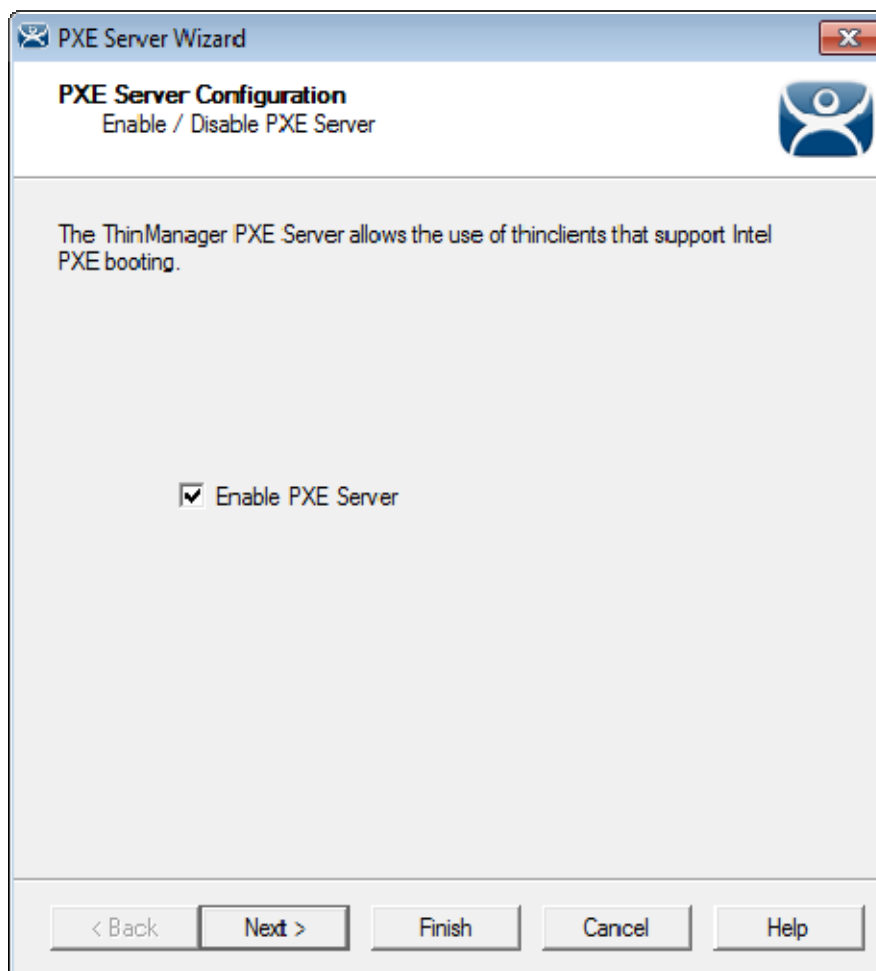 PXE Server Wizard
PXE Server Configuration
Enable / Disable PXE Server
The ThinManager PXE Server allows the use of thinclients that support Intel
PXE booting.
Enable PXE Server
< Back Next > Finish Cancel Help